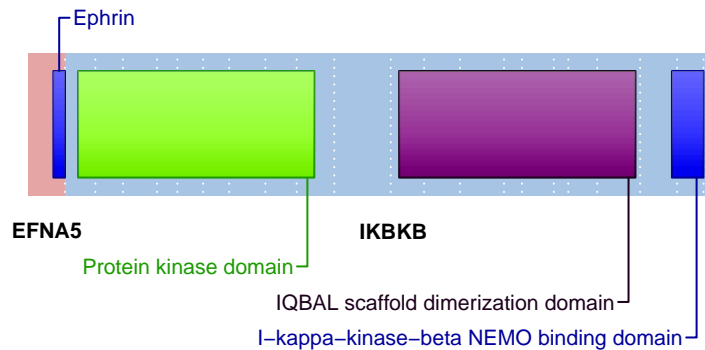 Ephrin
EFNA5
IKBKB
Protein kinase domain
IQBAL scaffold dimerization domain
I−kappa−kinase−beta NEMO binding domain